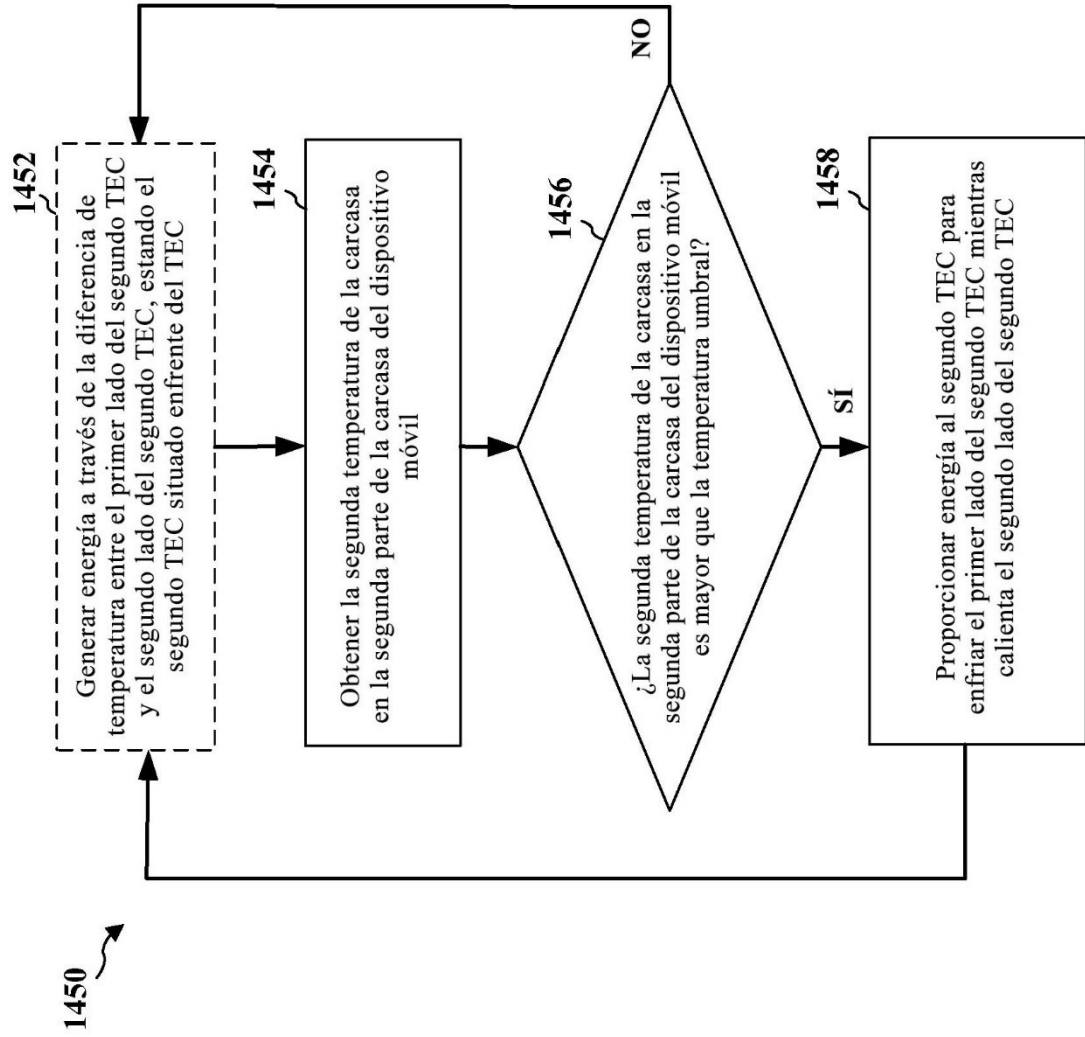 1450
1452
Generar energía a través de la diferencia de
temperatura entre el primer lado del segundo TEC
y el segundo lado del segundo TEC, estando el
segundo TEC situado enfrente del TEC
1454
Obtener la segunda temperatura de la carcasa
en la segunda parte de la carcasa del dispositivo
móvil
1456
¿La segunda temperatura de la carcasa en la
segunda parte de la carcasa del dispositivo móvil
es mayor que la temperatura umbral?
NO
SÍ
1458
Proporcionar energía al segundo TEC para
enfriar el primer lado del segundo TEC mientras
calienta el segundo lado del segundo TEC